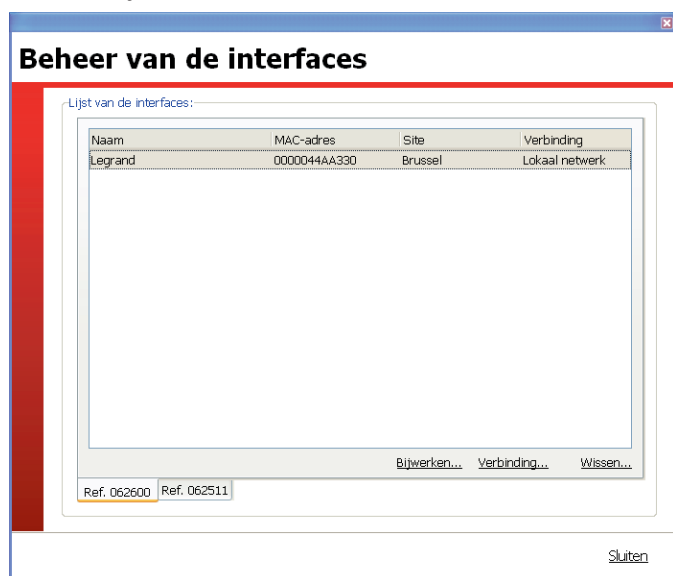 Beheer van de interfaces
Lijst van de interfaces:
Naam MAC-adres Site Verbinding
Legrand 0000044AA330 Brussel Lokaal netwerk
Bijwerken... Verbinding... Wissen...
Ref. 062600 Ref. 062511
Sluiten